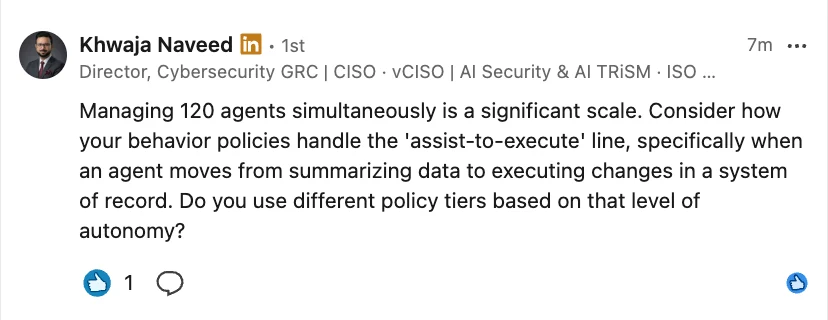 Khwaja Naveed in • 1st 7m
Director, Cybersecurity GRC | CISO · vCISO | AI Security & AI TRiSM · ISO ...
Managing 120 agents simultaneously is a significant scale. Consider how
your behavior policies handle the 'assist-to-execute' line, specifically when
an agent moves from summarizing data to executing changes in a system
of record. Do you use different policy tiers based on that level of
autonomy?
1